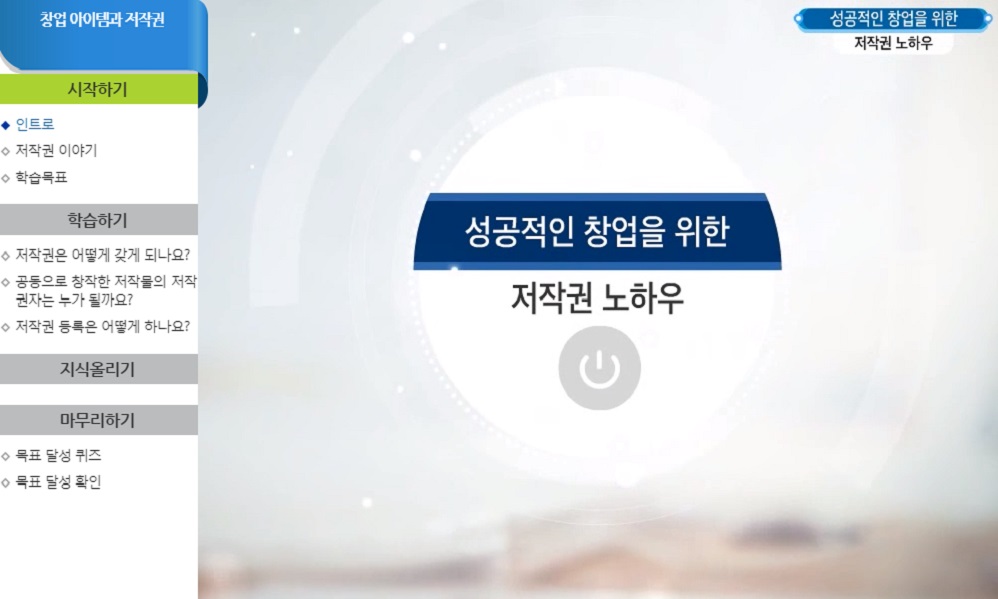 창업 아이템과 저작권
시작하기
인트로
저작권 이야기
학습목표
학습하기
저작권은 어떻게 갖게 되나요?
공동으로 창작한 저작물의 저작
권자는 누가 될까요?
저작권 등록은 어떻게 하나요?
지식올리기
마무리하기
목표 달성 퀴즈
목표 달성 확인
성공적인 창업을 위한
저작권 노하우
성공적인 창업을 위한
저작권 노하우